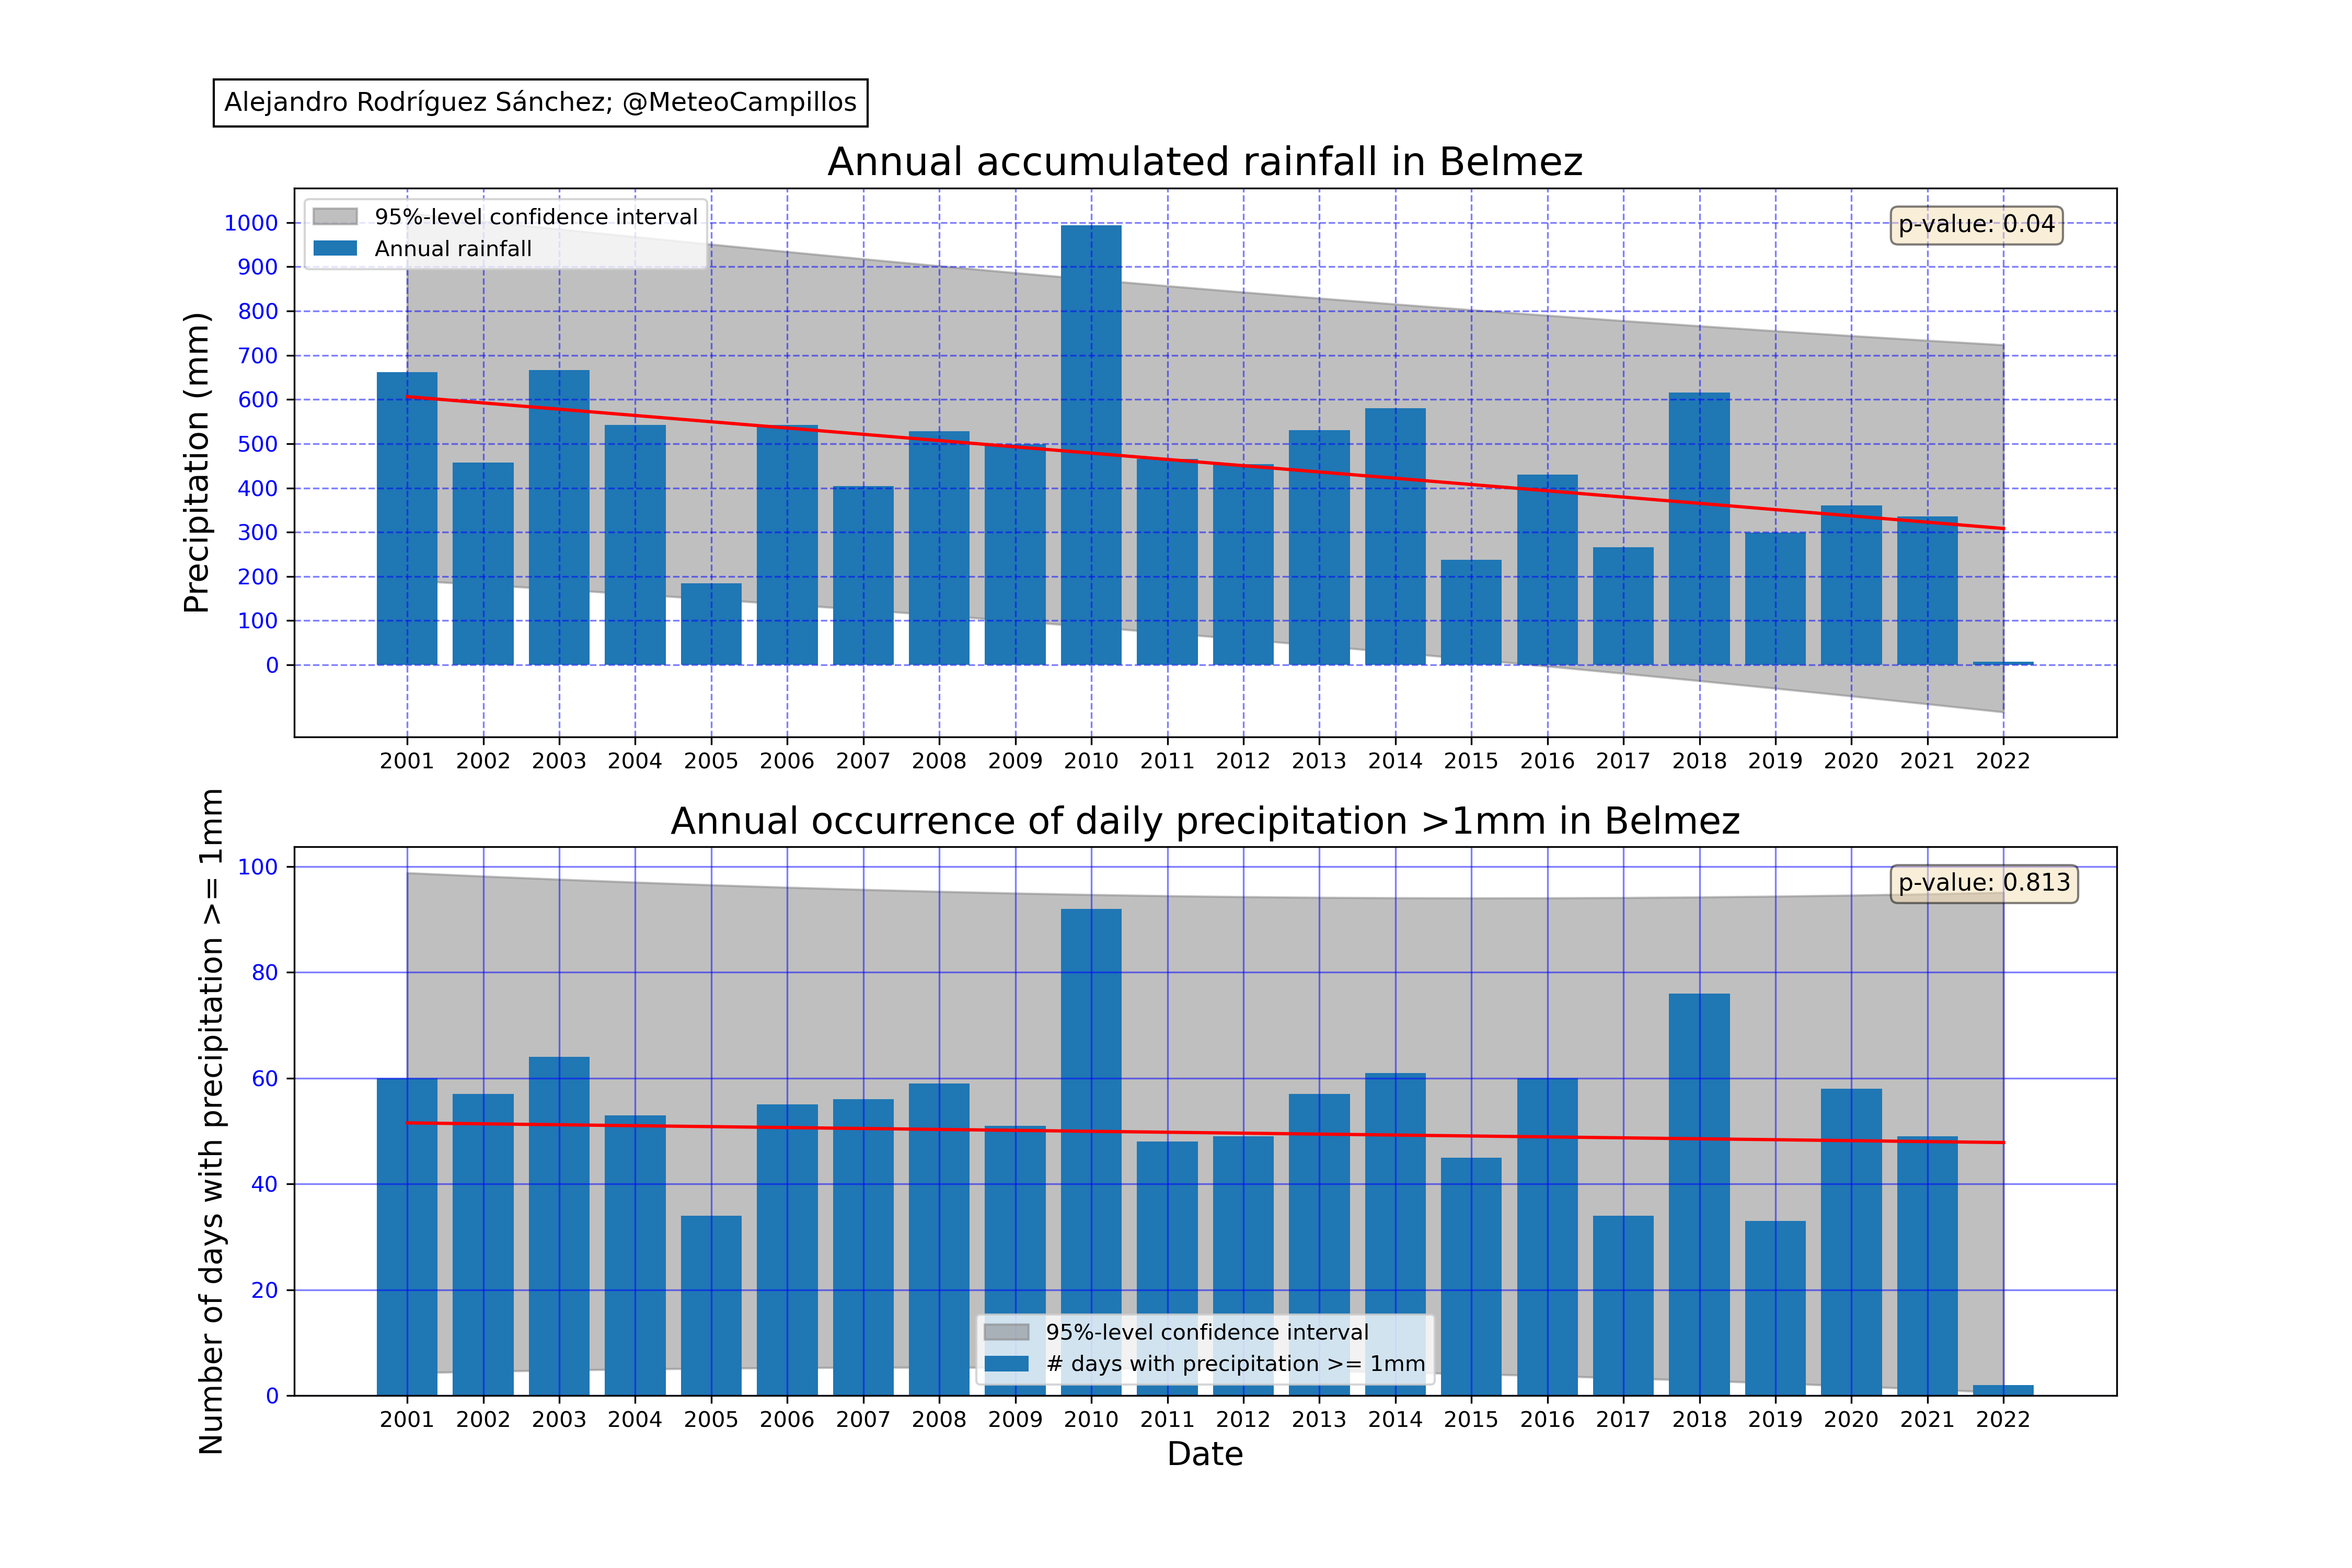 Alejandro Rodríguez Sánchez; @MeteoCampillos
Annual accumulated rainfall in Belmez
95%-level confidence interval
Annual rainfall
p-value: 0.04
Precipitation (mm)
1000
900
800
700
600
500
400
300
200
100
0
2001 2002 2003 2004 2005 2006 2007 2008 2009 2010 2011 2012 2013 2014 2015 2016 2017 2018 2019 2020 2021 2022
Annual occurrence of daily precipitation >1mm in Belmez
p-value: 0.813
Number of days with precipitation >= 1mm
100
80
60
40
20
0
95%-level confidence interval
# days with precipitation >= 1mm
2001 2002 2003 2004 2005 2006 2007 2008 2009 2010 2011 2012 2013 2014 2015 2016 2017 2018 2019 2020 2021 2022
Date